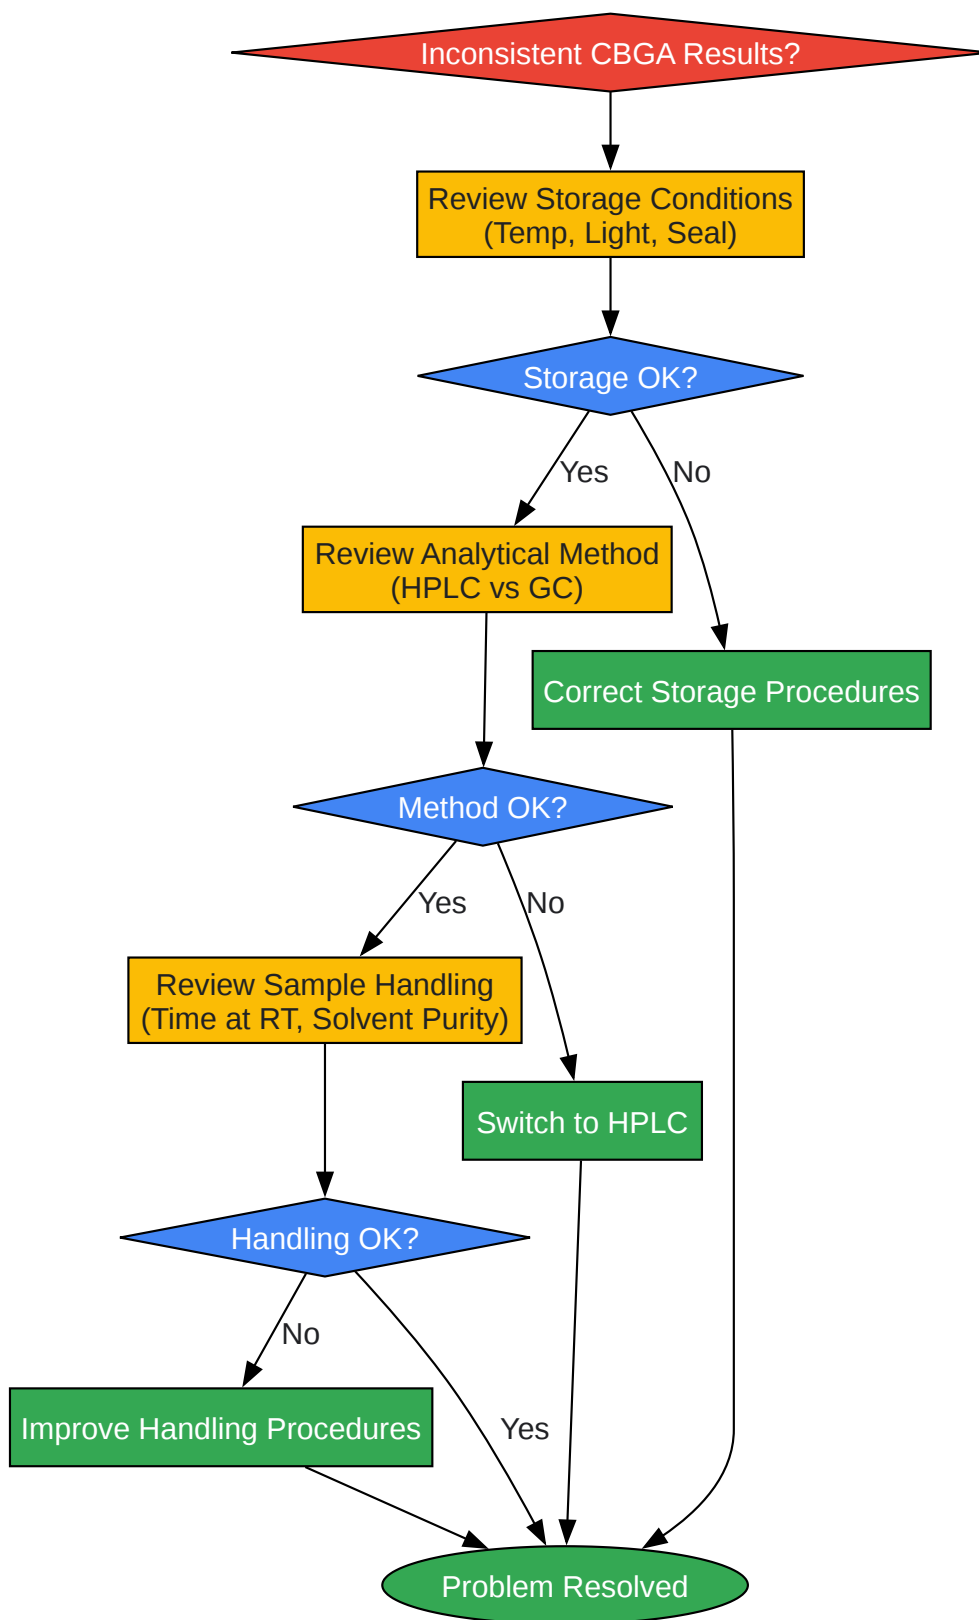 Inconsistent CBGA Results?
Review Storage Conditions
(Temp, Light, Seal)
Storage OK?
Yes
No
Review Analytical Method
(HPLC vs GC)
Correct Storage Procedures
Method OK?
Yes
No
Review Sample Handling
(Time at RT, Solvent Purity)
Switch to HPLC
Handling OK?
No
Improve Handling Procedures
Yes
Problem Resolved